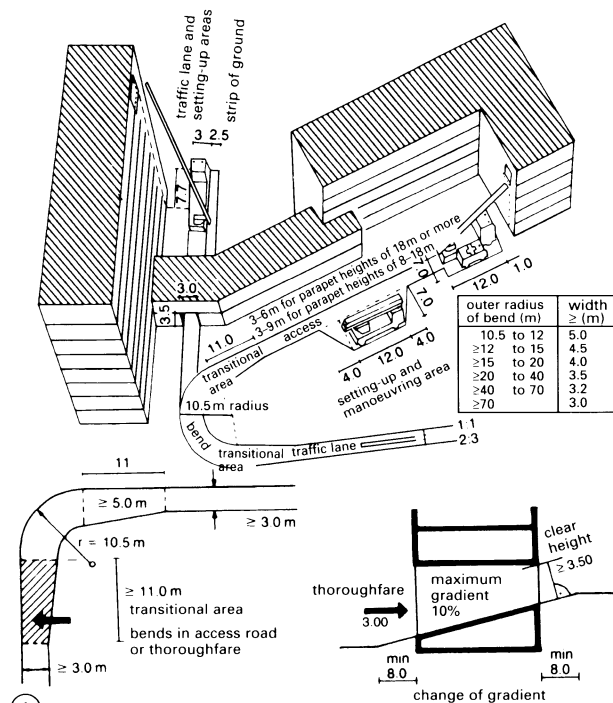 traffic lane and
setting-up areas
strip of ground
3 2.5
7.7
3.0
3.5
3–6m for parapet heights of 18m or more
3–9m for parapet heights of 8–18m
7.0
7.0
12.0 1.0
11.0
transitional access
area
4.0 12.0 4.0
setting-up and
manoeuvring area
10.5m radius
bend
transitional traffic lane
area
1:1
2:3
outer radius of bend (m) width ≥ (m)
10.5 to 12 5.0
≥12 to 15 4.5
≥15 to 20 4.0
≥20 to 40 3.5
≥40 to 70 3.2
≥70 3.0
11
≥ 5.0 m
≥ 3.0 m
r = 10.5 m
≥ 11.0 m
transitional area
bends in access road
or thoroughfare
≥ 3.0 m
clear
height
≥ 3.50
thoroughfare
3.00
maximum
gradient
10%
min
8.0
min
8.0
change of gradient